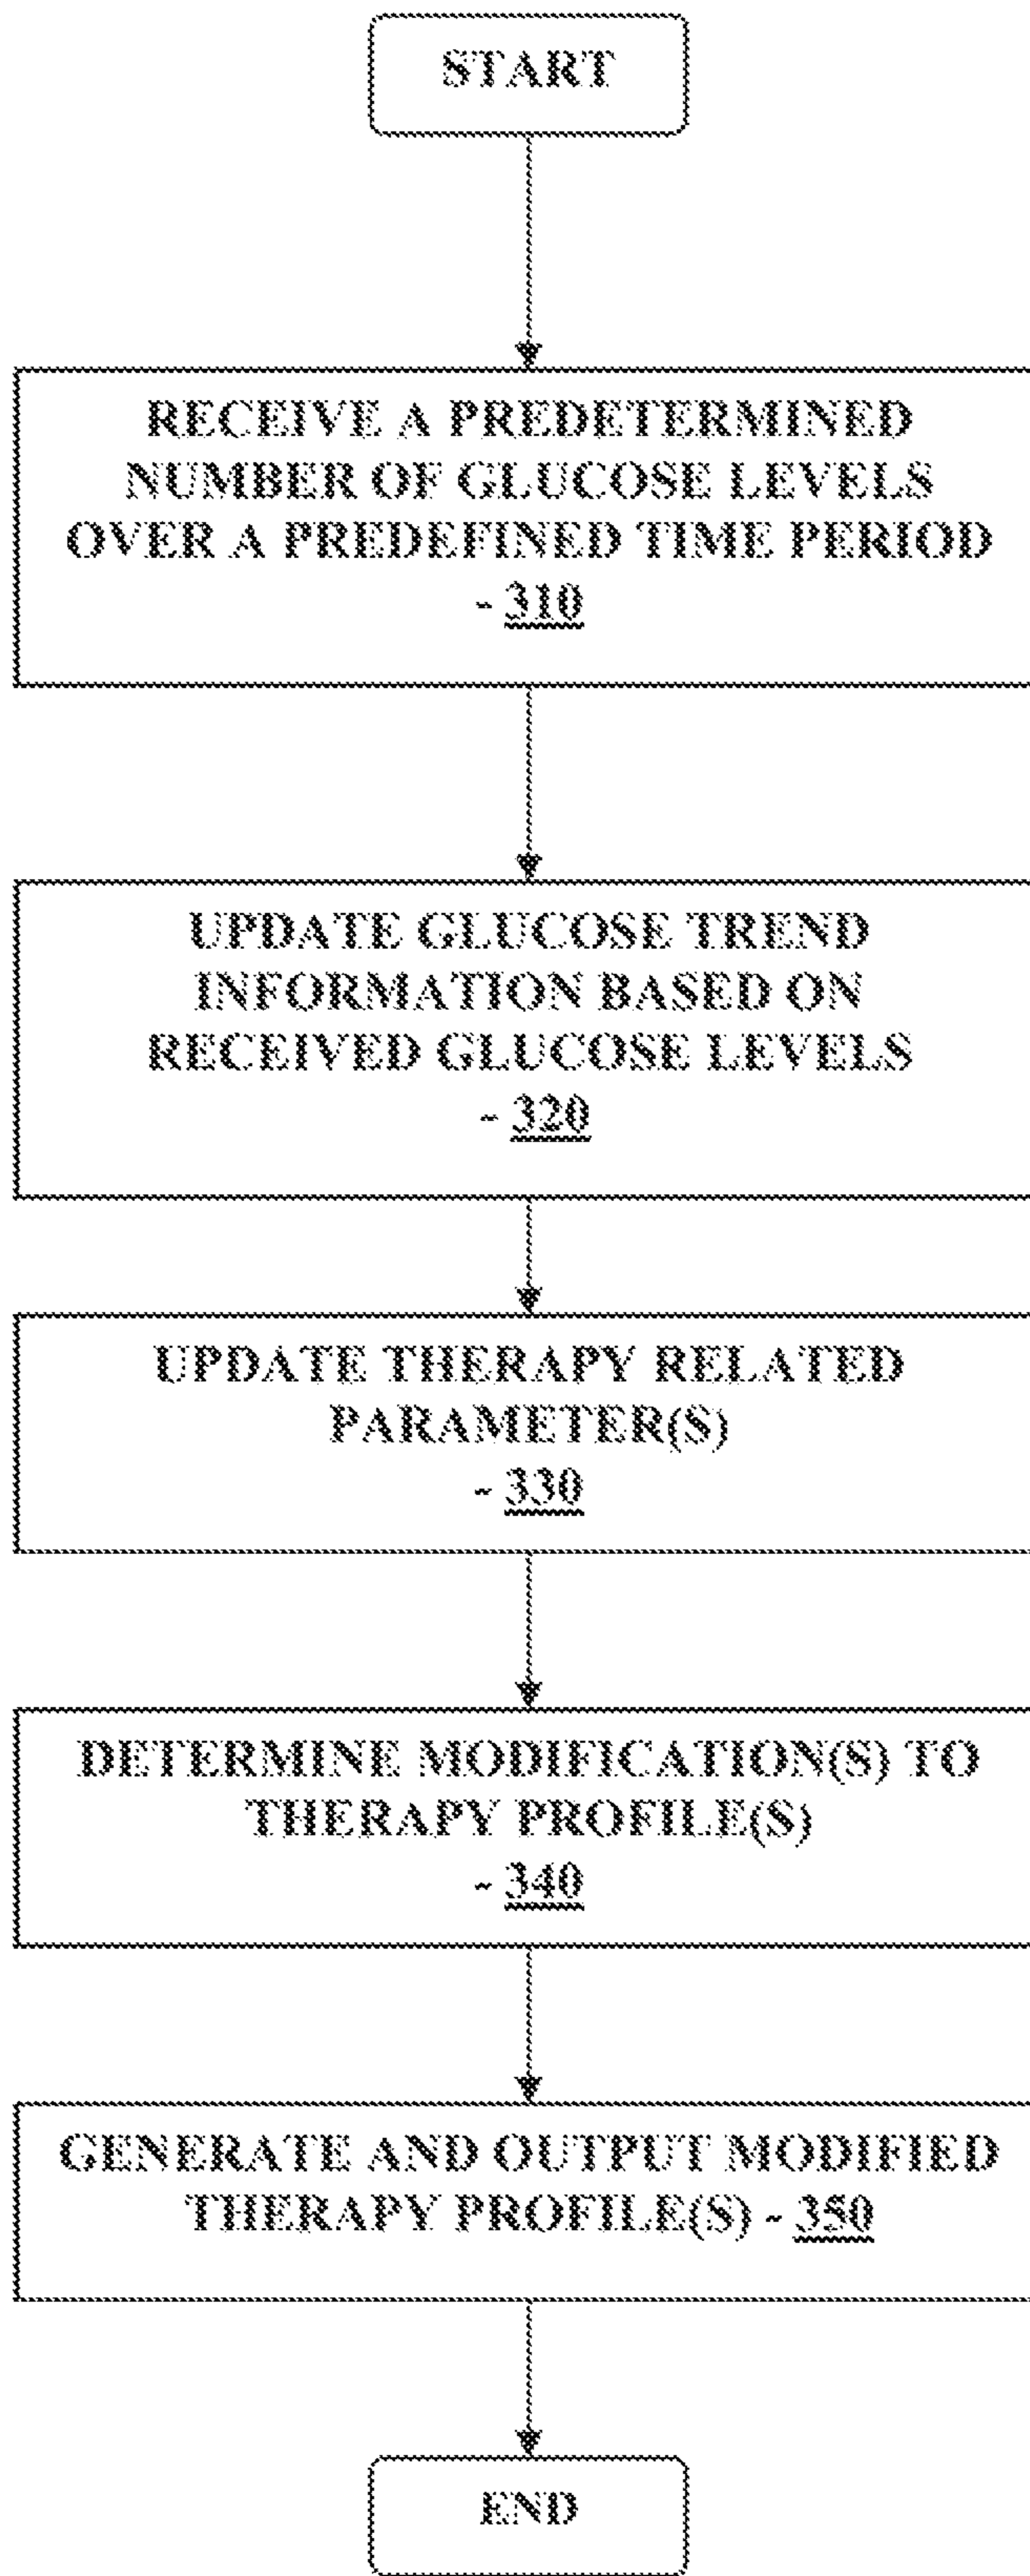 START
RECEIVE A PREDETERMINED
NUMBER OF GLUCOSE LEVELS
OVER A PREDEFINED TIME PERIOD
- 310
UPDATE GLUCOSE TREND
INFORMATION BASED ON
RECEIVED GLUCOSE LEVELS
- 320
UPDATE THERAPY RELATED
PARAMETER(S)
- 330
DETERMINE MODIFICATION(S) TO
THERAPY PROFILE(S)
- 340
GENERATE AND OUTPUT MODIFIED
THERAPY PROFILE(S) - 350
END